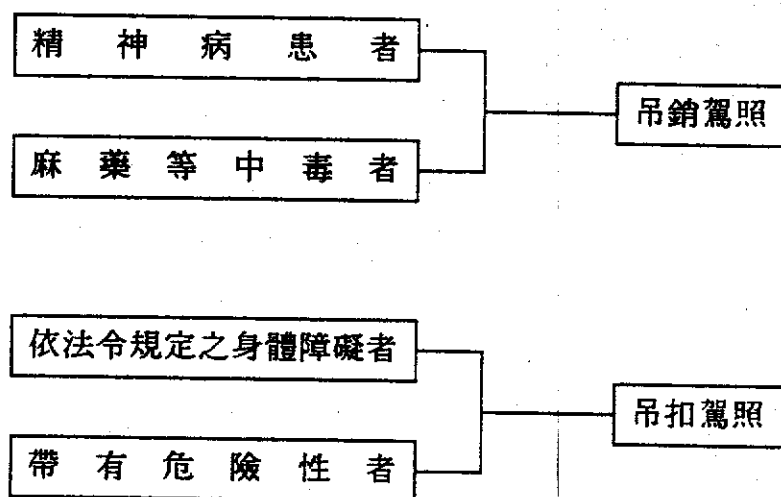 精神病患者
吊銷駕照
麻藥等中毒者
依法令規定之身體障礙者
吊扣駕照
帶有危險性者